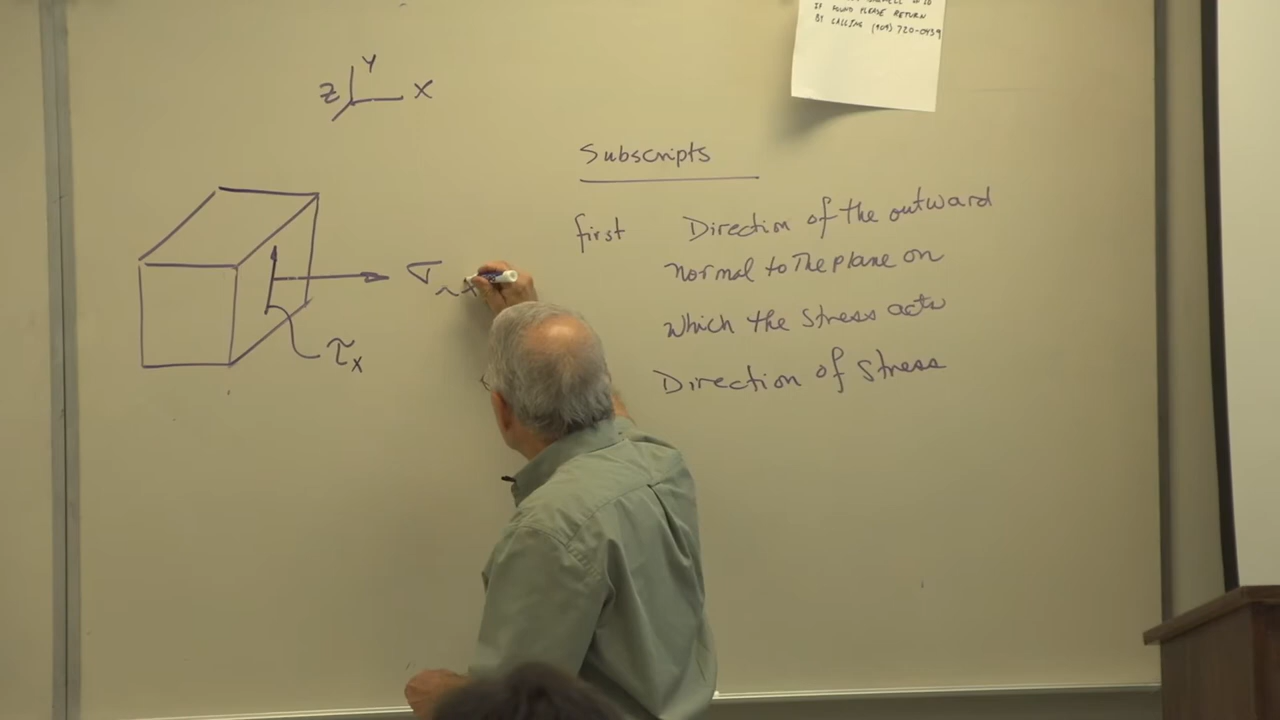 IF FOUND PLEASE RETURN
BY CALLING (909) 720-0439
Y
Z X
Subscripts
first Direction of the outward
normal to the plane on
which the stress acts
Direction of stress
σ
τx